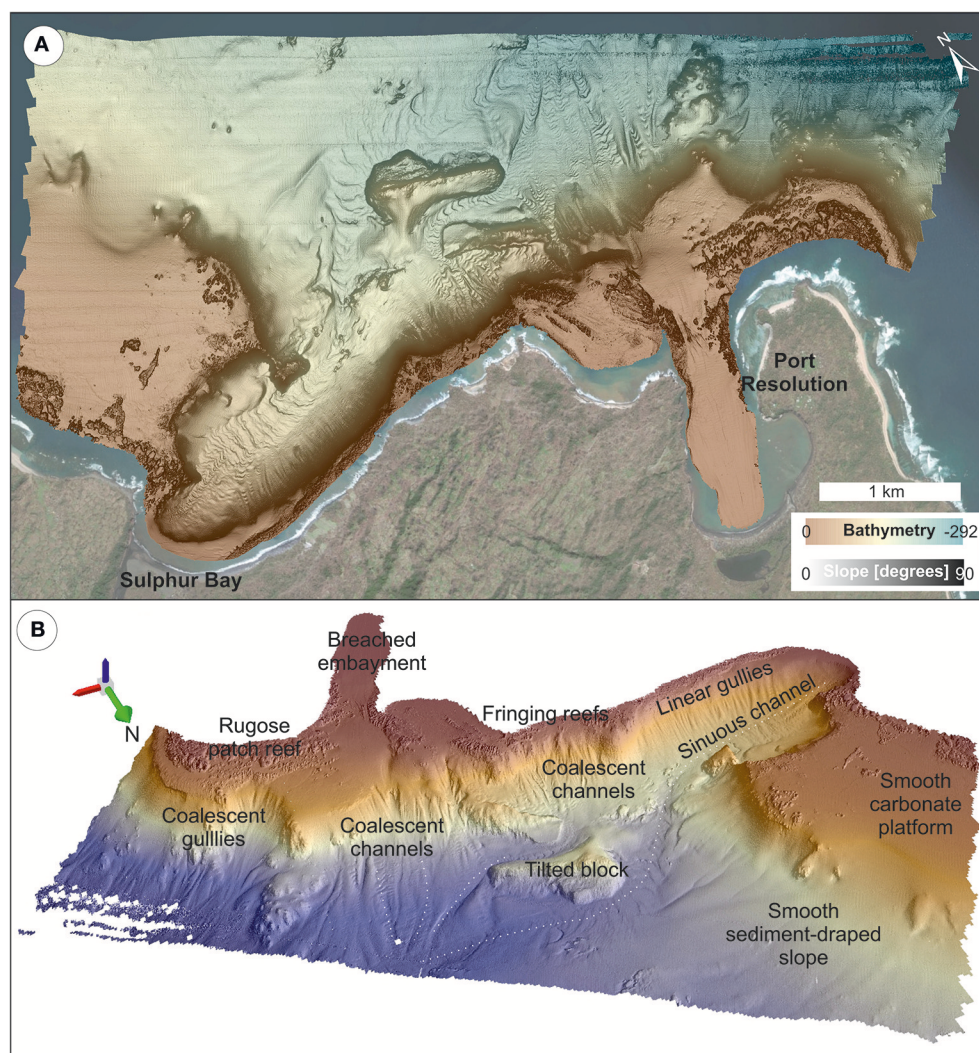 A
N
Port
Resolution
1 km
0 Bathymetry -292
0 Slope [degrees] 90
Sulphur Bay
B
Breached
embayment
N
Rugose
patch reef
Fringing reefs
Linear gullies
Sinuous channel
Coalescent
gulllies
Coalescent
channels
Coalescent
channels
Smooth
carbonate
platform
Tilted block
Smooth
sediment-draped
slope